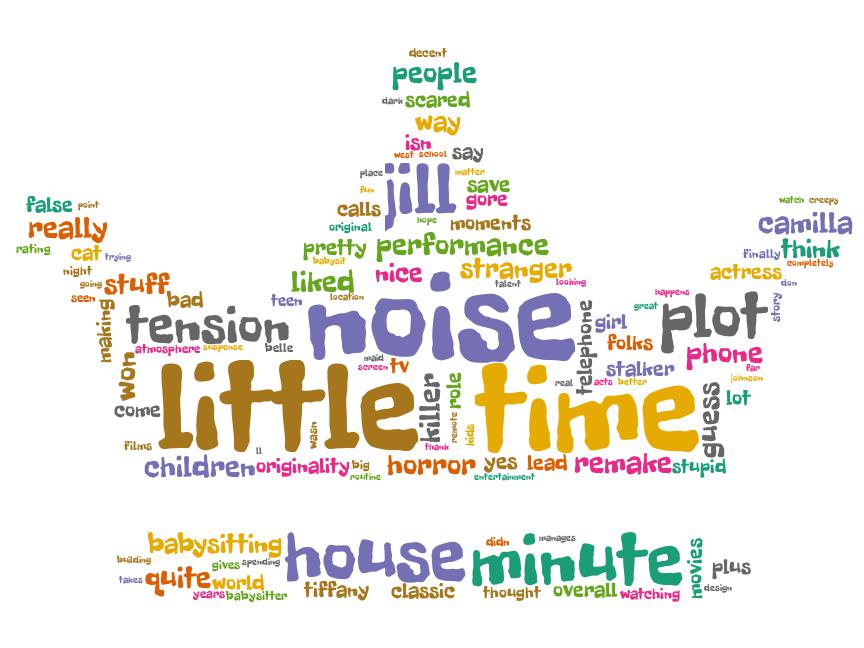 decent
people
dark scared
way
isn
west school say
place jill matter
fun save
calls gore
original hope moments
false point
really
rating cat trying
night
going stuff
seen bad
watch creepy
camilla
finally think
completely
actress don
pretty performance
babysit
liked nice stranger
talent looking
teen location
happens
great plot story
making tension noise telephone girl
atmosphere suspense belle
folks
phone
maid
screen tv
stalker far
won real acts better johnson
come little killer role time guess lot
wasn remote kids
films ll thank
children originality big horror yes lead remake stupid
routine entertainment
babysitting house didn manages
minute movies
building gives spending
takes quite world plus
years babysitter tiffany classic thought overall watching design